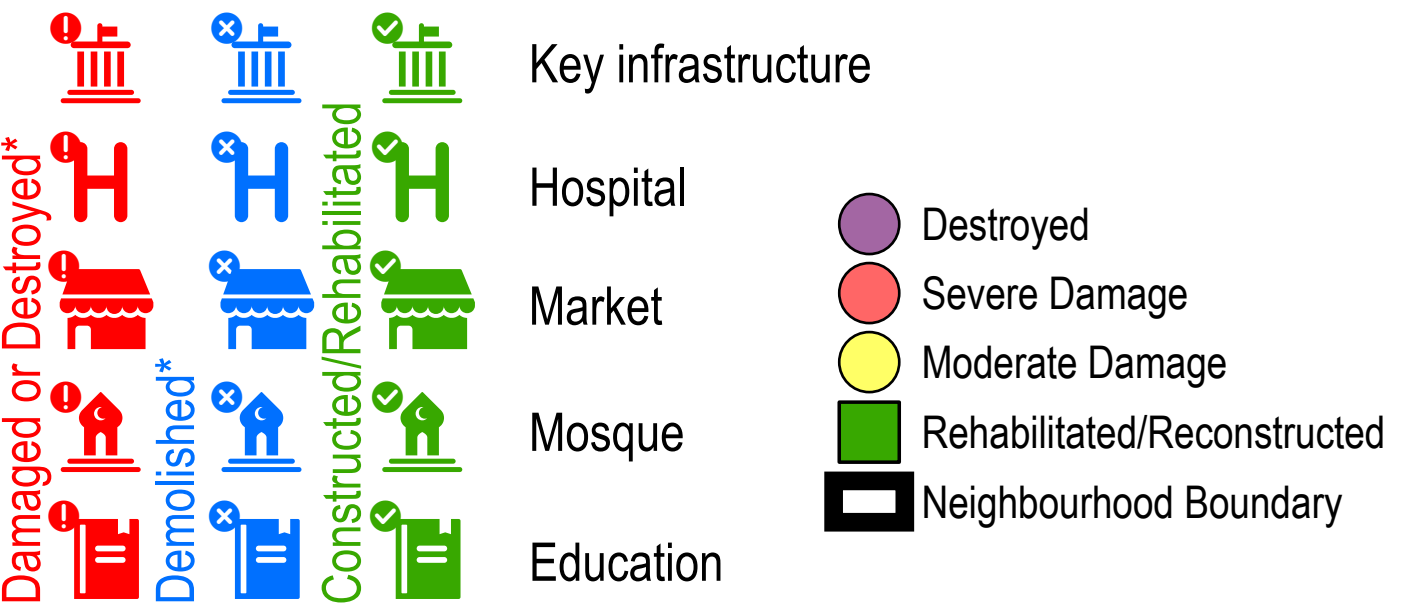 Damaged or Destroyed*
Demolished*
Constructed/Rehabilitated
Key infrastructure
Hospital
Market
Mosque
Education
Destroyed
Severe Damage
Moderate Damage
Rehabilitated/Reconstructed
Neighbourhood Boundary